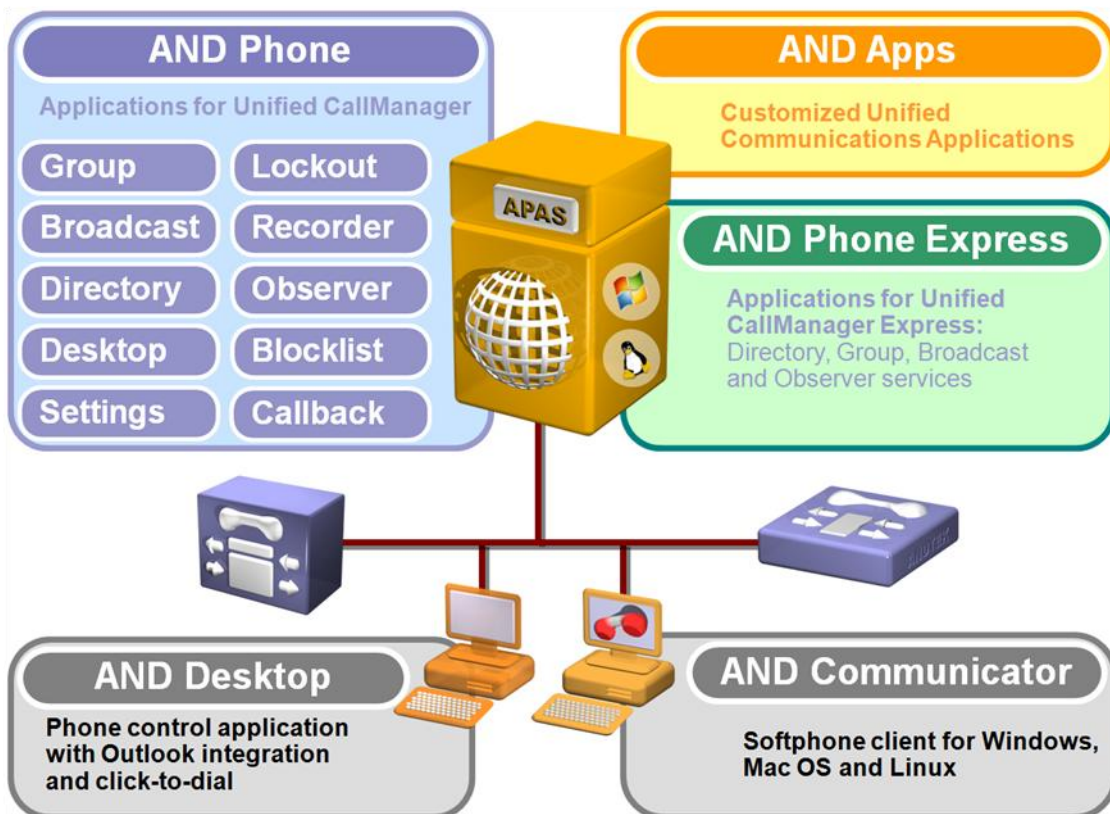 AND Phone
Applications for Unified CallManager
Group
Lockout
Broadcast
Recorder
Directory
Observer
Desktop
Blocklist
Settings
Callback
APAS
AND Apps
Customized Unified
Communications Applications
AND Phone Express
Applications for Unified
CallManager Express:
Directory, Group, Broadcast
and Observer services
AND Desktop
Phone control application
with Outlook integration
and click-to-dial
AND Communicator
Softphone client for Windows,
Mac OS and Linux